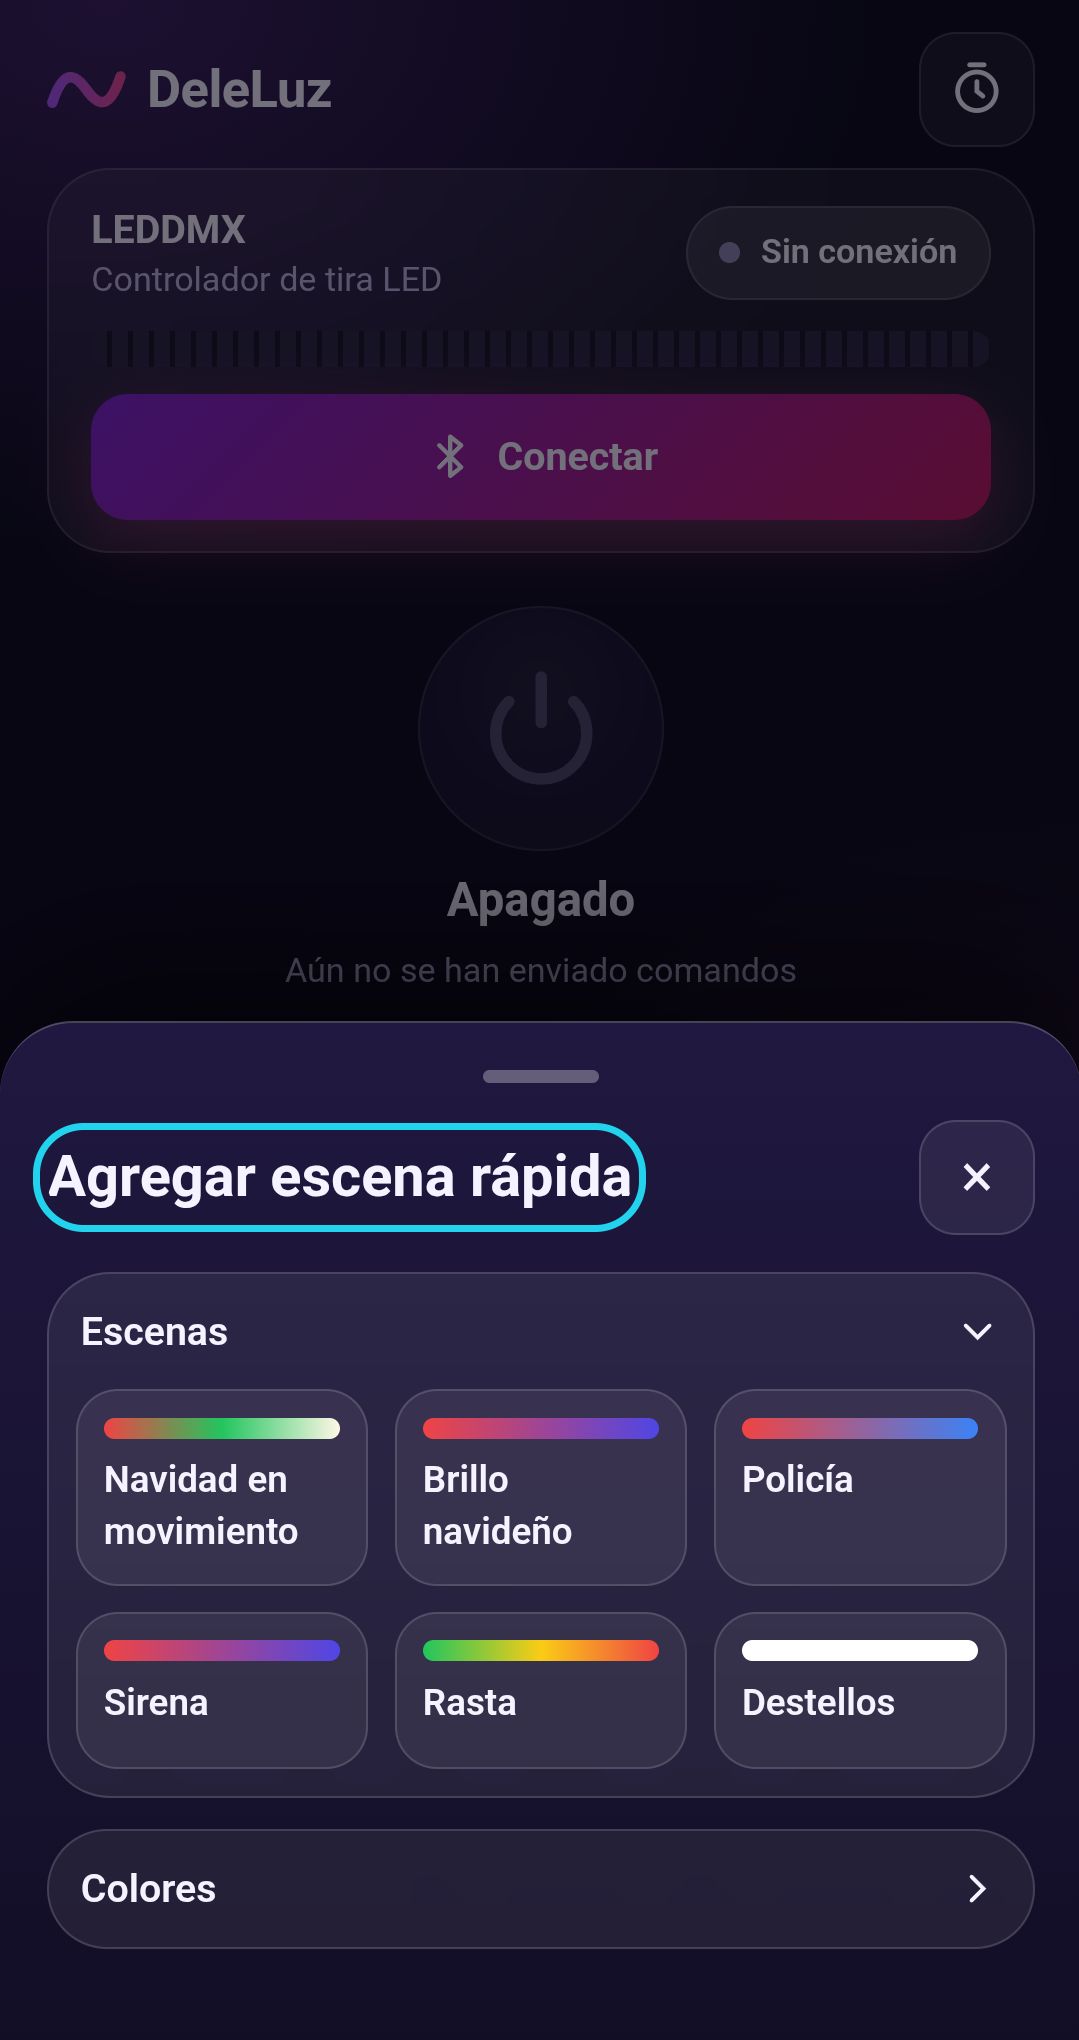 DeleLuz
LEDDMX
Controlador de tira LED
Sin conexión
Conectar
Apagado
Aún no se han enviado comandos
Agregar escena rápida
Escenas
Navidad en
movimiento
Brillo
navideño
Policía
Sirena
Rasta
Destellos
Colores